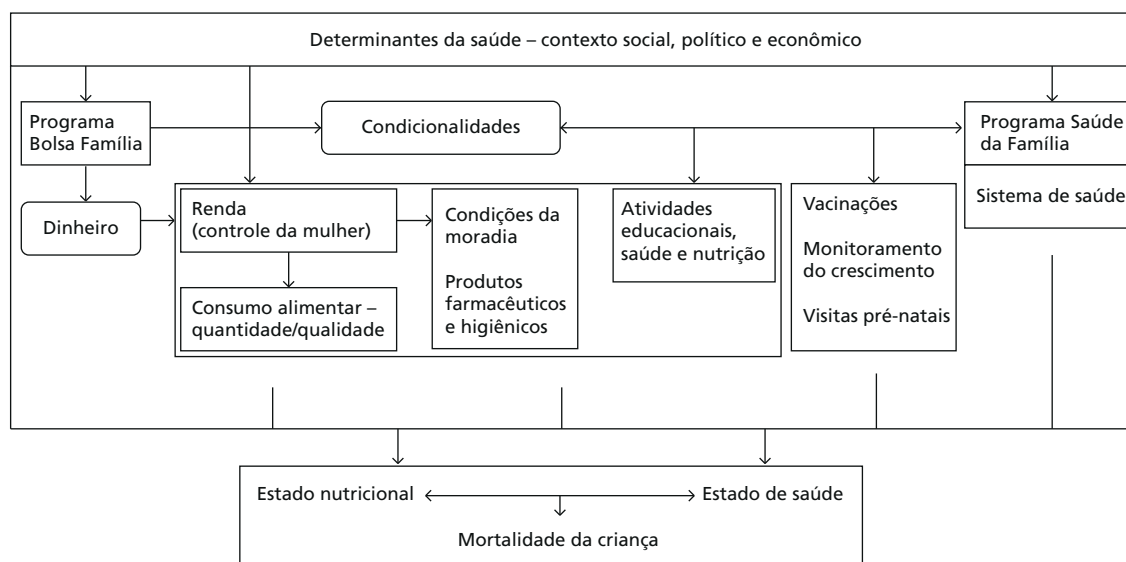 Determinantes da saúde – contexto social, político e econômico
Programa
Bolsa Família
Condicionalidades
Programa Saúde
da Família
Sistema de saúde
Dinheiro
Renda
(controle da mulher)
Consumo alimentar –
quantidade/qualidade
Condições da
moradia
Produtos
farmacêuticos
e higiênicos
Atividades
educacionais,
saúde e nutrição
Vacinações
Monitoramento
do crescimento
Visitas pré-natais
Estado nutricional
Estado de saúde
Mortalidade da criança